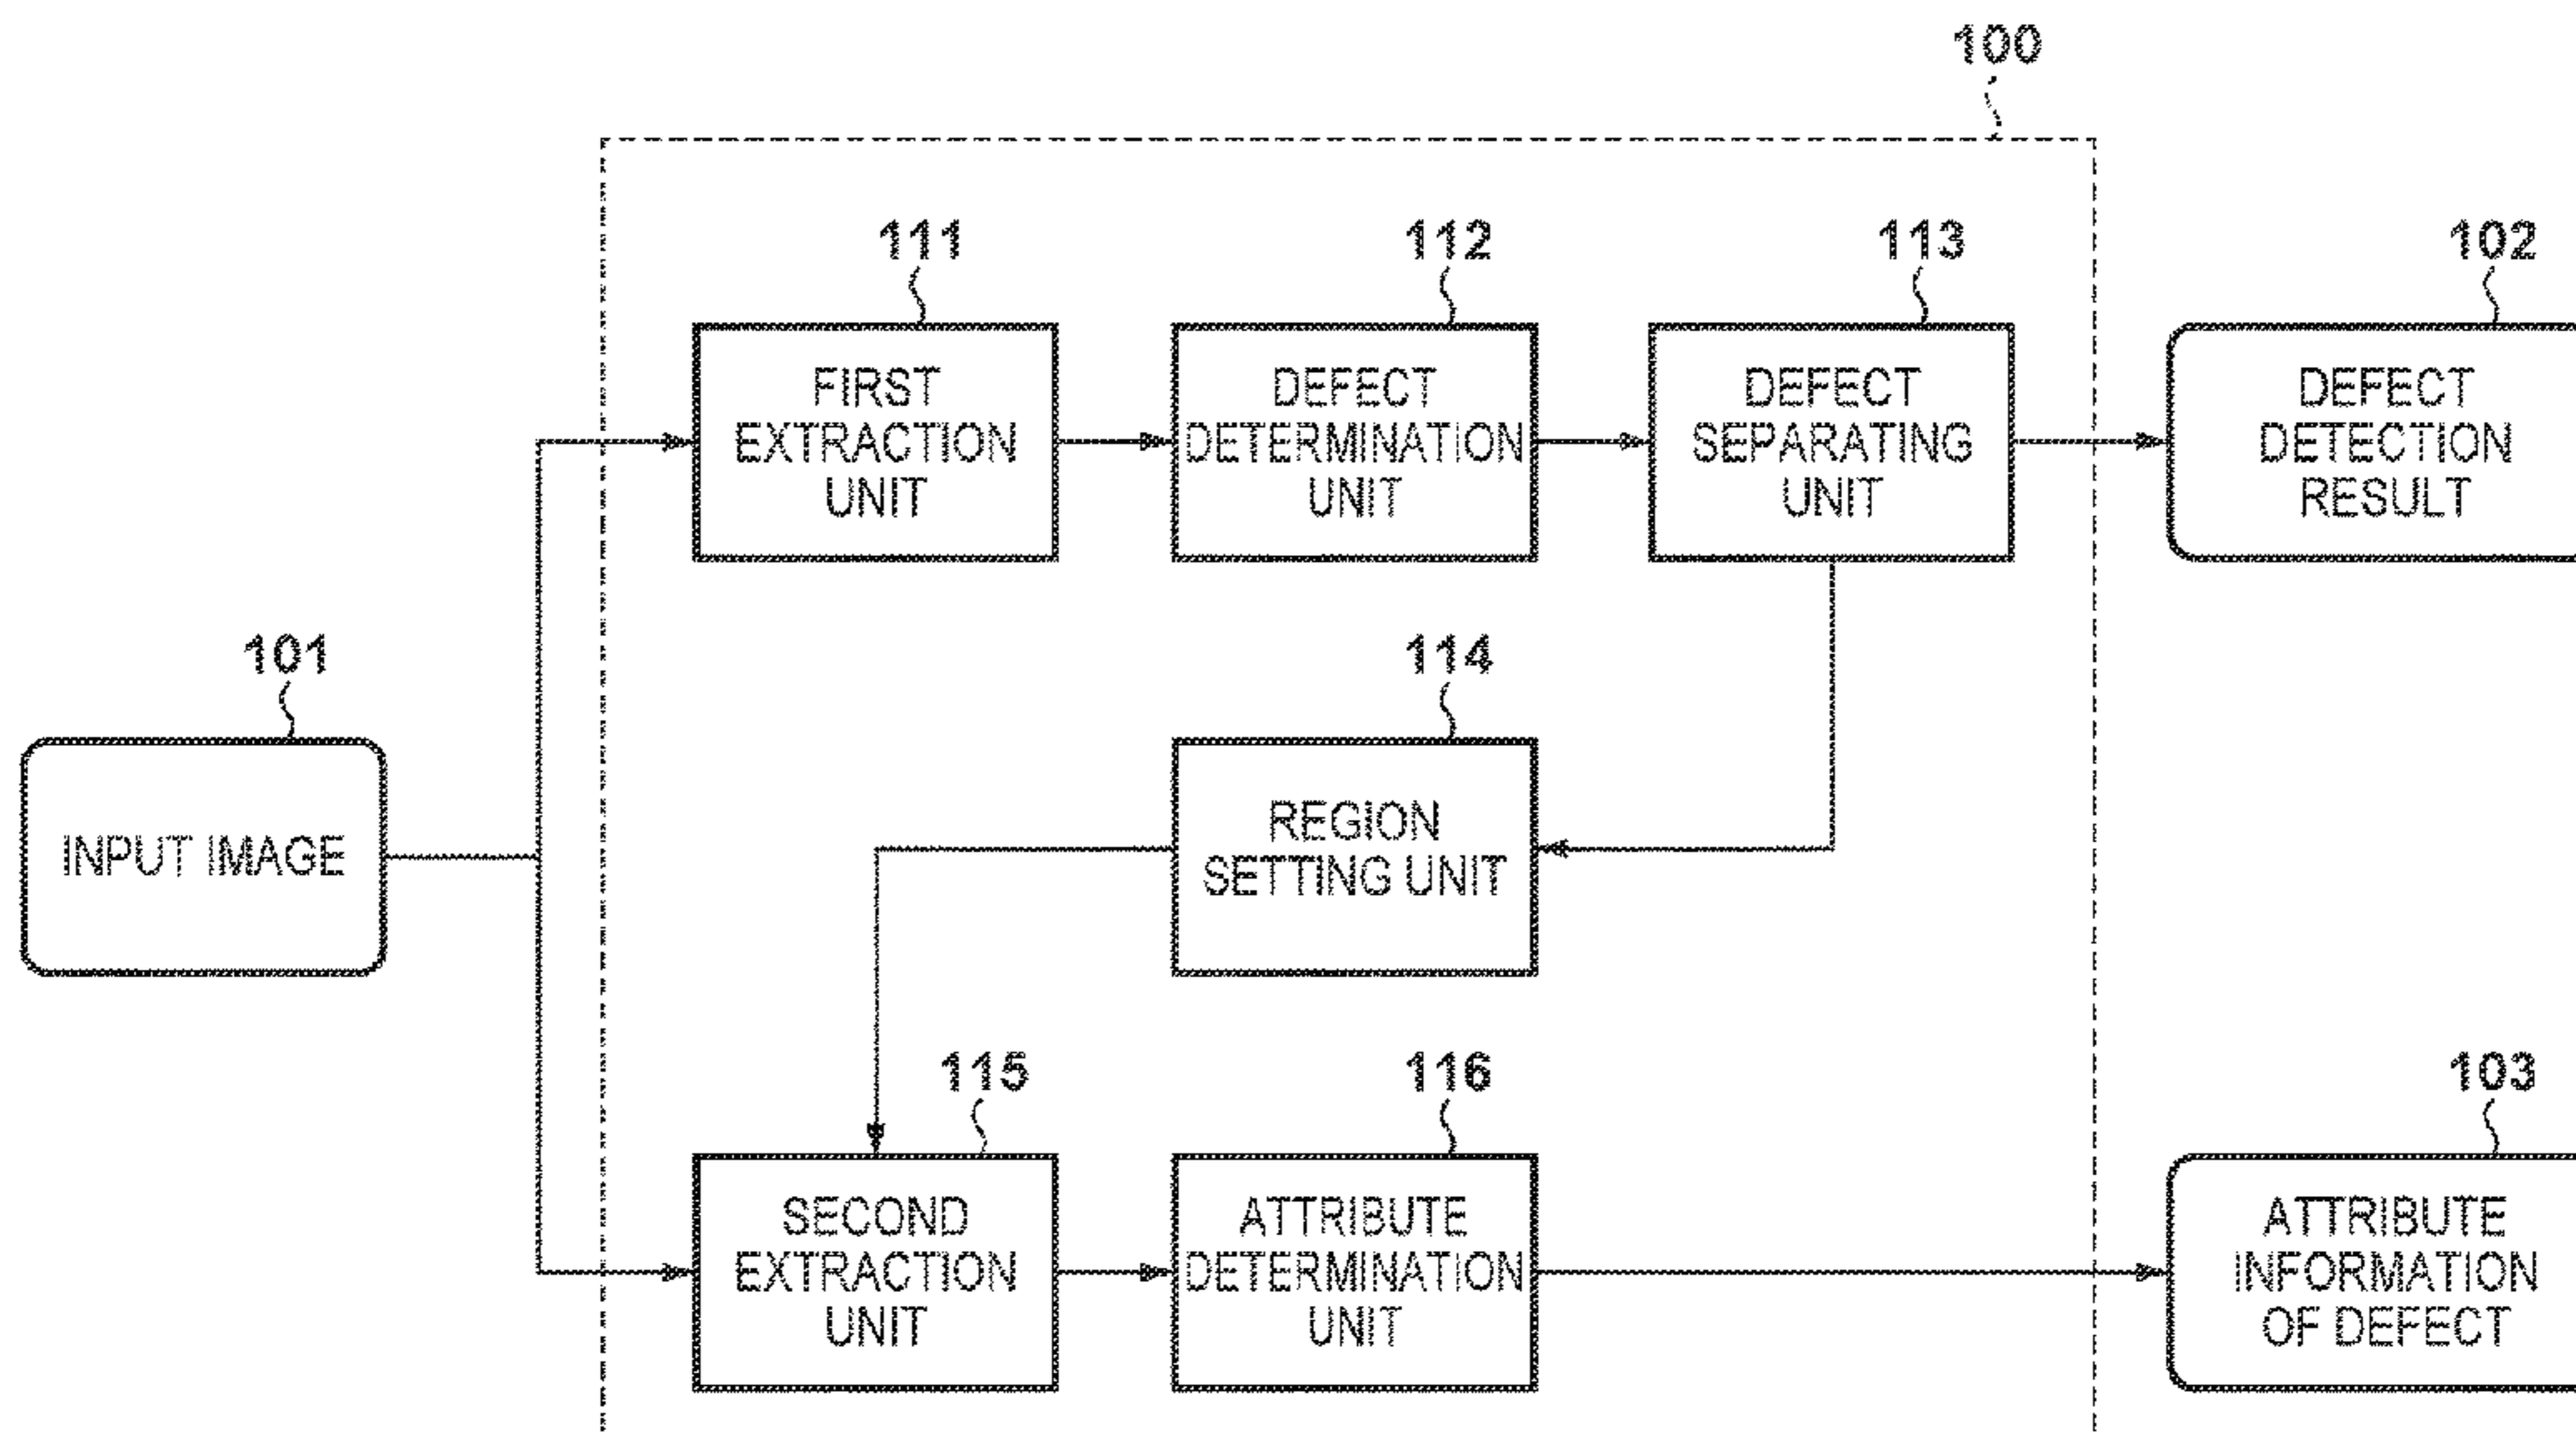 100
111
112
113
102
FIRST
EXTRACTION
UNIT
DEFECT
DETERMINATION
UNIT
DEFECT
SEPARATING
UNIT
DEFECT
DETECTION
RESULT
101
114
INPUT IMAGE
REGION
SETTING UNIT
115
116
103
SECOND
EXTRACTION
UNIT
ATTRIBUTE
DETERMINATION
UNIT
ATTRIBUTE
INFORMATION
OF DEFECT